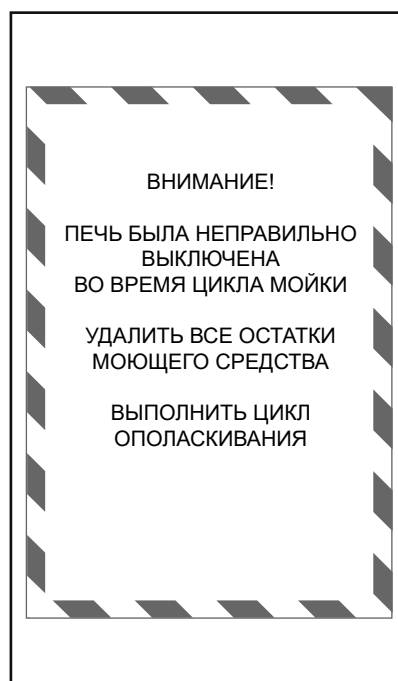 ВНИМАНИЕ!
ПЕЧЬ БЫЛА НЕПРАВИЛЬНО
ВЫКЛЮЧЕНА
ВО ВРЕМЯ ЦИКЛА МОЙКИ
УДАЛИТЬ ВСЕ ОСТАТКИ
МОЮЩЕГО СРЕДСТВА
ВЫПОЛНИТЬ ЦИКЛ
ОПОЛАСКИВАНИЯ